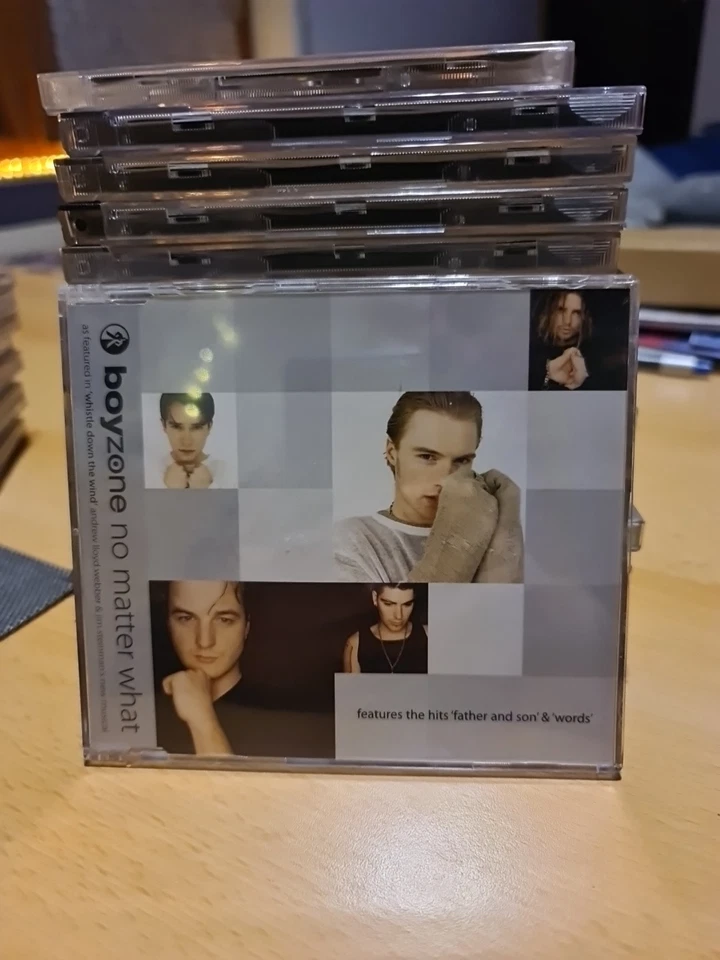 boyzone no matter what
as featured in 'whistle down the wind' andrew lloyd webber & jim steinman's new musical
features the hits 'father and son' & 'words'